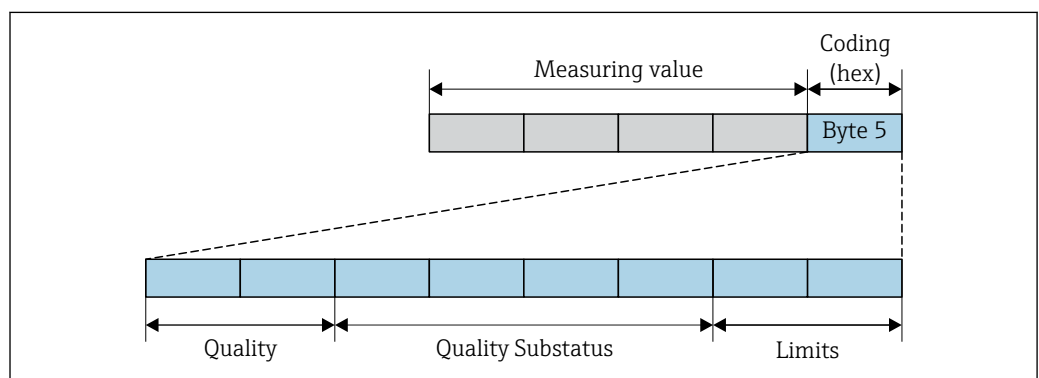 Coding
(hex)
Measuring value
Byte 5
Quality
Quality Substatus
Limits